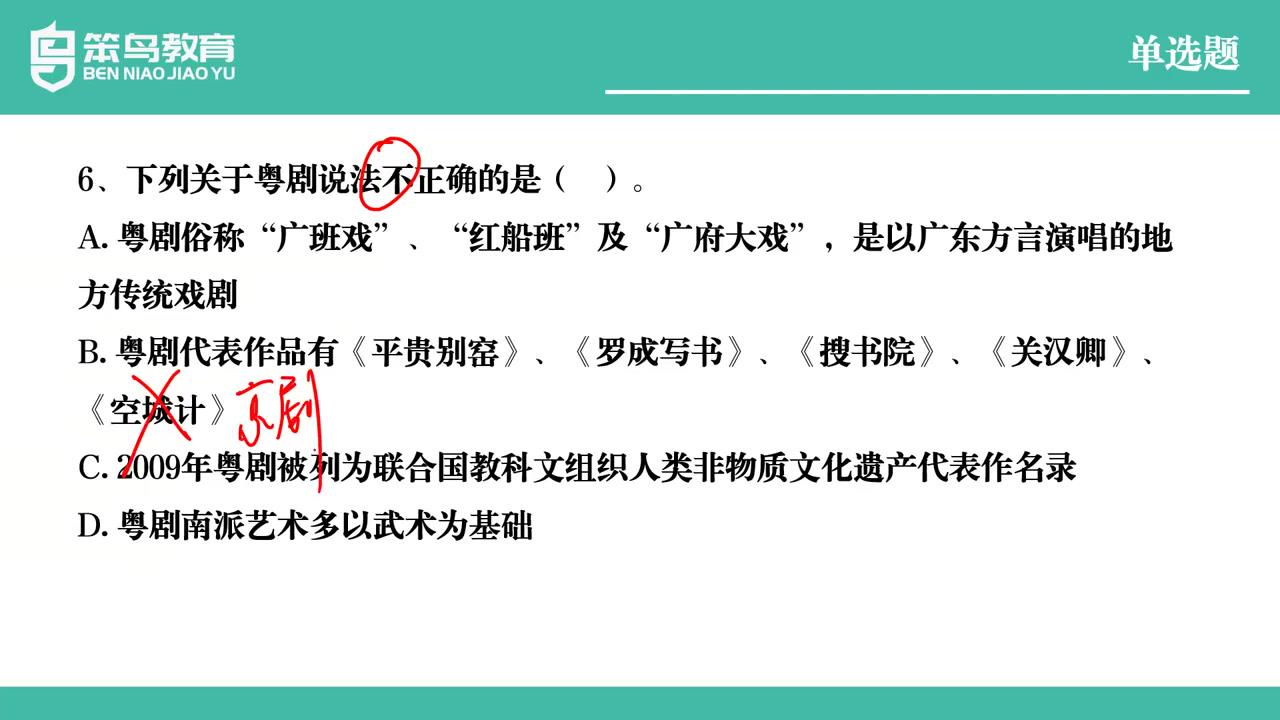 笨鸟教育
BEN NIAO JIAO YU
单选题
6、下列关于粤剧说法不正确的是（ ）。
A. 粤剧俗称“广班戏”、“红船班”及“广府大戏”，是以广东方言演唱的地
方传统戏剧
B. 粤剧代表作品有《平贵别窑》、《罗成写书》、《搜书院》、《关汉卿》、
《空城计》京剧
C. 2009年粤剧被列为联合国教科文组织人类非物质文化遗产代表作名录
D. 粤剧南派艺术多以武术为基础